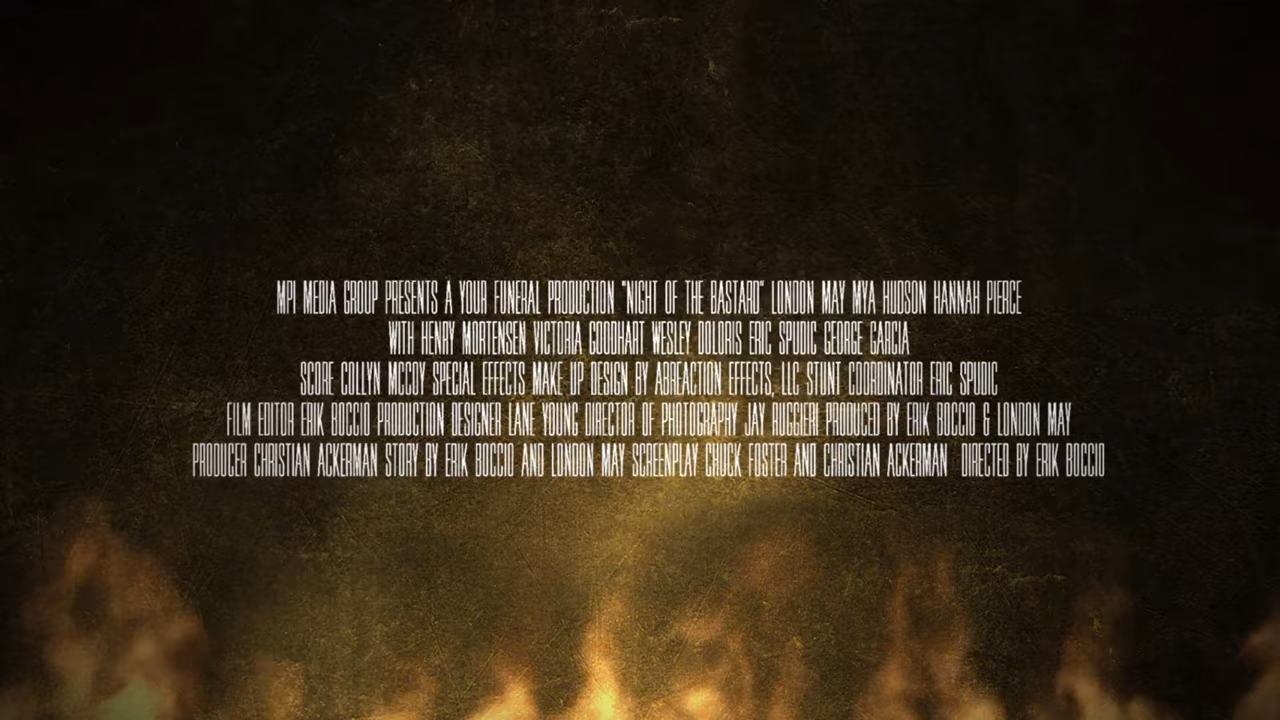 MPI MEDIA GROUP PRESENTS A YOUR FUNERAL PRODUCTION "NIGHT OF THE BASTARD" LONDON MAY MYA HUDSON HANNAH PIERCE
WITH HENRY MORTENSEN VICTORIA GOODHART WESLEY DOLORIS ERIC SPUDIC GEORGE GARCIA
SCORE COLLYN MCCOY SPECIAL EFFECTS MAKE UP DESIGN BY ABREACTION EFFECTS, LLC STUNT COORDINATOR ERIC SPUDIC
FILM EDITOR ERIK BOCCIO PRODUCTION DESIGNER LANE YOUNG DIRECTOR OF PHOTOGRAPHY JAY RUGGIERI PRODUCED BY ERIK BOCCIO & LONDON MAY
PRODUCER CHRISTIAN ACKERMAN STORY BY ERIK BOCCIO AND LONDON MAY SCREENPLAY CHUCK FOSTER AND CHRISTIAN ACKERMAN DIRECTED BY ERIK BOCCIO